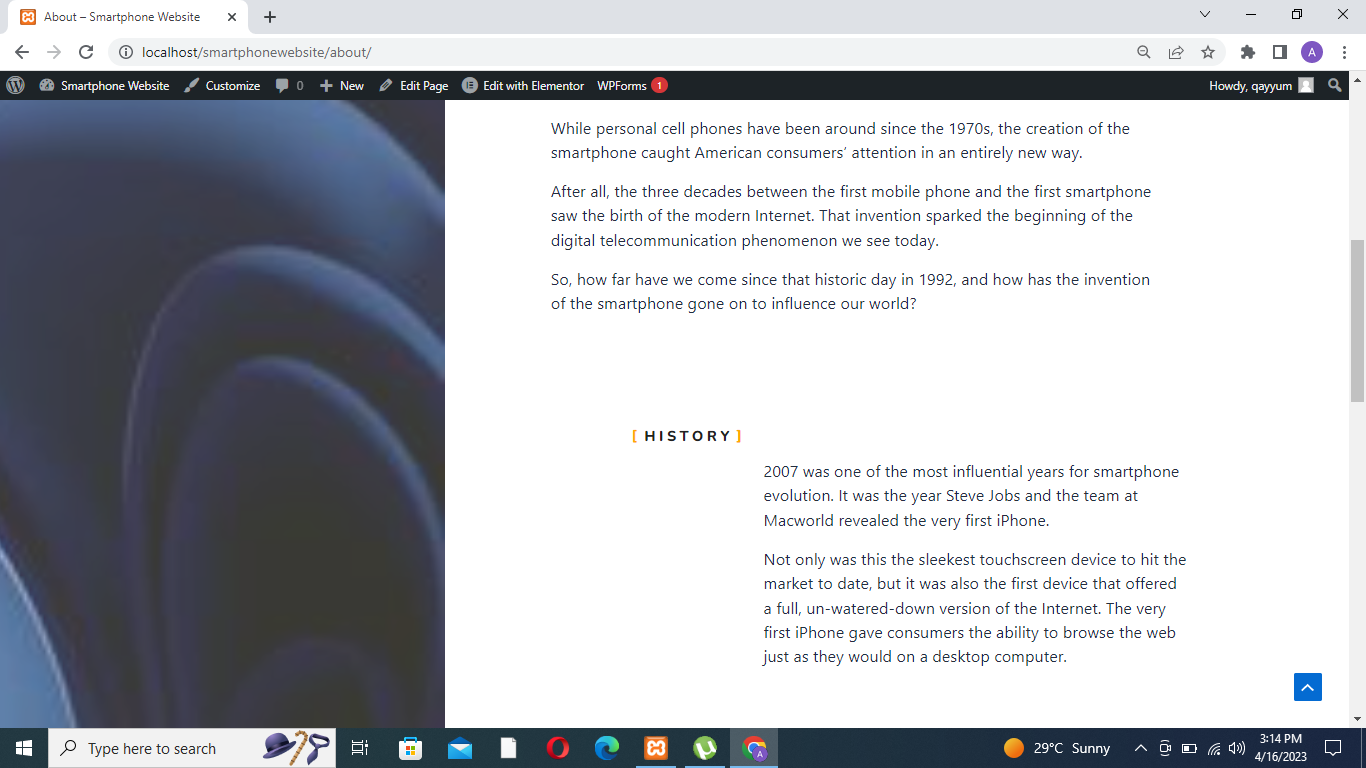 About – Smartphone Website
localhost/smartphonewebsite/about/
A
Smartphone Website Customize 0 New Edit Page Edit with Elementor WPForms 1 Howdy, qayyum
While personal cell phones have been around since the 1970s, the creation of the
smartphone caught American consumers’ attention in an entirely new way.
After all, the three decades between the first mobile phone and the first smartphone
saw the birth of the modern Internet. That invention sparked the beginning of the
digital telecommunication phenomenon we see today.
So, how far have we come since that historic day in 1992, and how has the invention
of the smartphone gone on to influence our world?
[ HISTORY ]
2007 was one of the most influential years for smartphone
evolution. It was the year Steve Jobs and the team at
Macworld revealed the very first iPhone.
Not only was this the sleekest touchscreen device to hit the
market to date, but it was also the first device that offered
a full, un-watered-down version of the Internet. The very
first iPhone gave consumers the ability to browse the web
just as they would on a desktop computer.
Type here to search
A
29°C Sunny
3:14 PM
4/16/2023